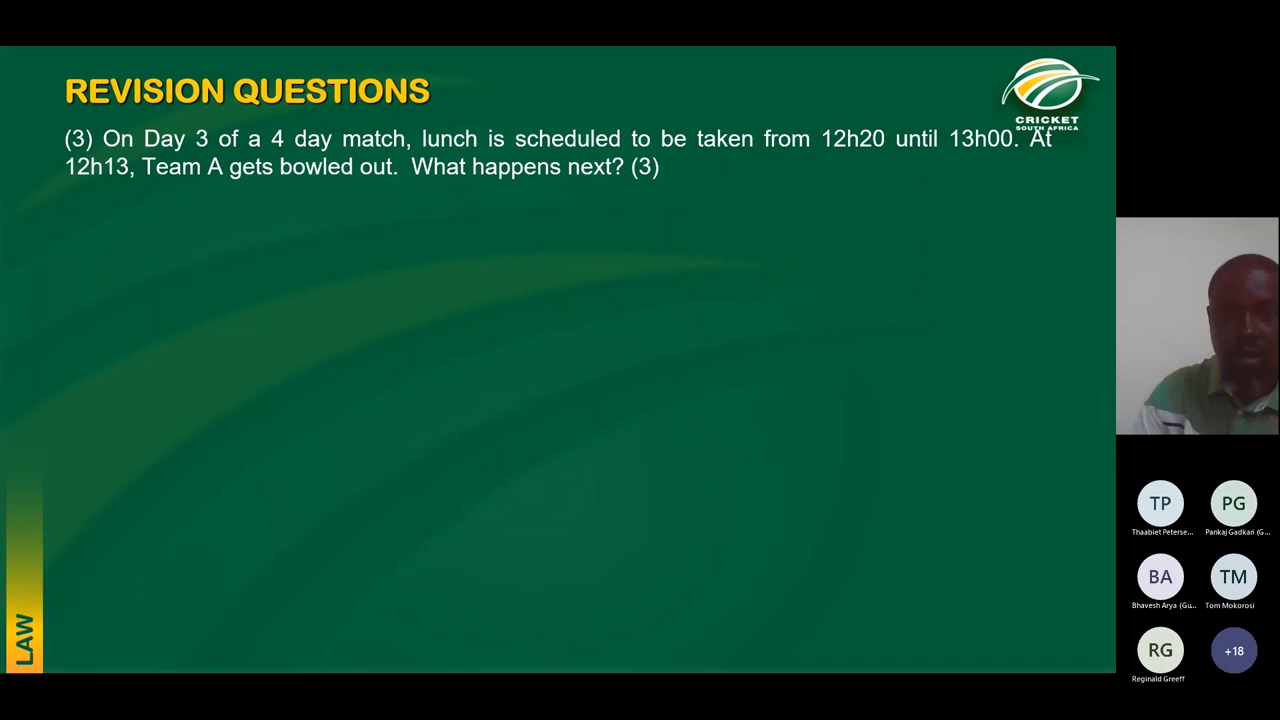 REVISION QUESTIONS
CRICKET
SOUTH AFRICA
(3) On Day 3 of a 4 day match, lunch is scheduled to be taken from 12h20 until 13h00. At
12h13, Team A gets bowled out. What happens next? (3)
LAW
TP
PG
Thaabiet Peterse...
Pankaj Gadkari (G...
BA
TM
Bhavesh Arya (Gu...
Tom Mokorosi
RG
+18
Reginald Greeff